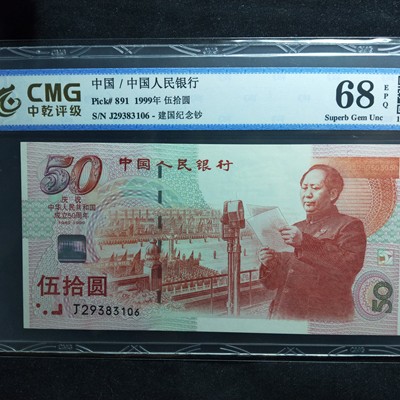 CMG
中乾评级
中国 / 中国人民银行
Pick# 891 1999年 伍拾圆
S/N J29383106 - 建国纪念钞
68
EPQ
Superb Gem Unc
50
中国人民银行
庆祝
中华人民共和国
成立50周年
1949-1999
伍拾圆
J29383106
50